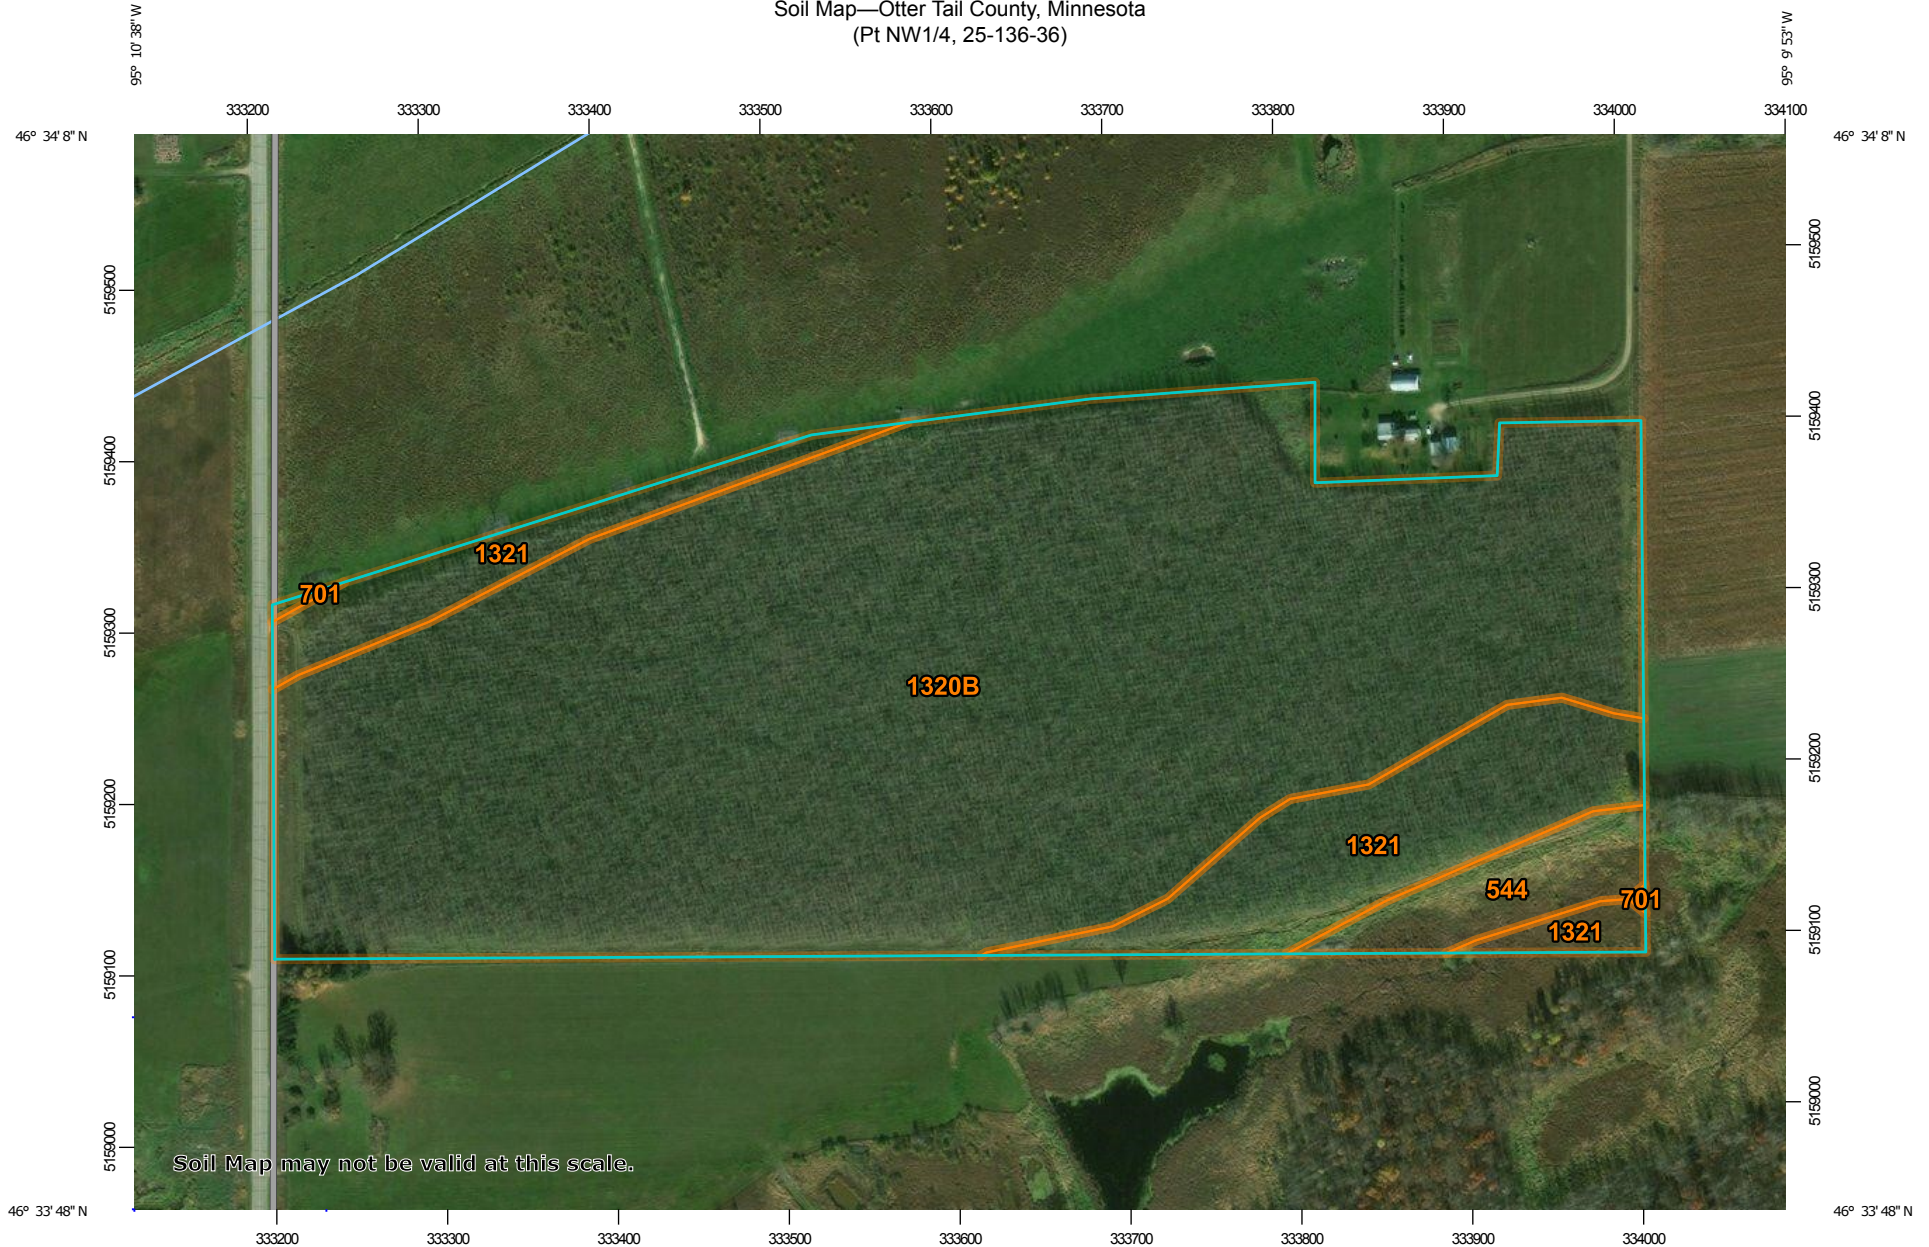 Soil Map—Otter Tail County, Minnesota
(Pt NW1/4, 25-136-36)
95° 10' 38'' W
95° 9' 53'' W
333200 333300 333400 333500 333600 333700 333800 333900 334000 334100
46° 34' 8'' N
46° 34' 8'' N
5159500
5159500
5159400
5159400
1321
701
5159300
5159300
1320B
5159200
5159200
1321
544
701
1321
5159100
5159100
5159000
5159000
Soil Map may not be valid at this scale.
46° 33' 48'' N
46° 33' 48'' N
333200 333300 333400 333500 333600 333700 333800 333900 334000